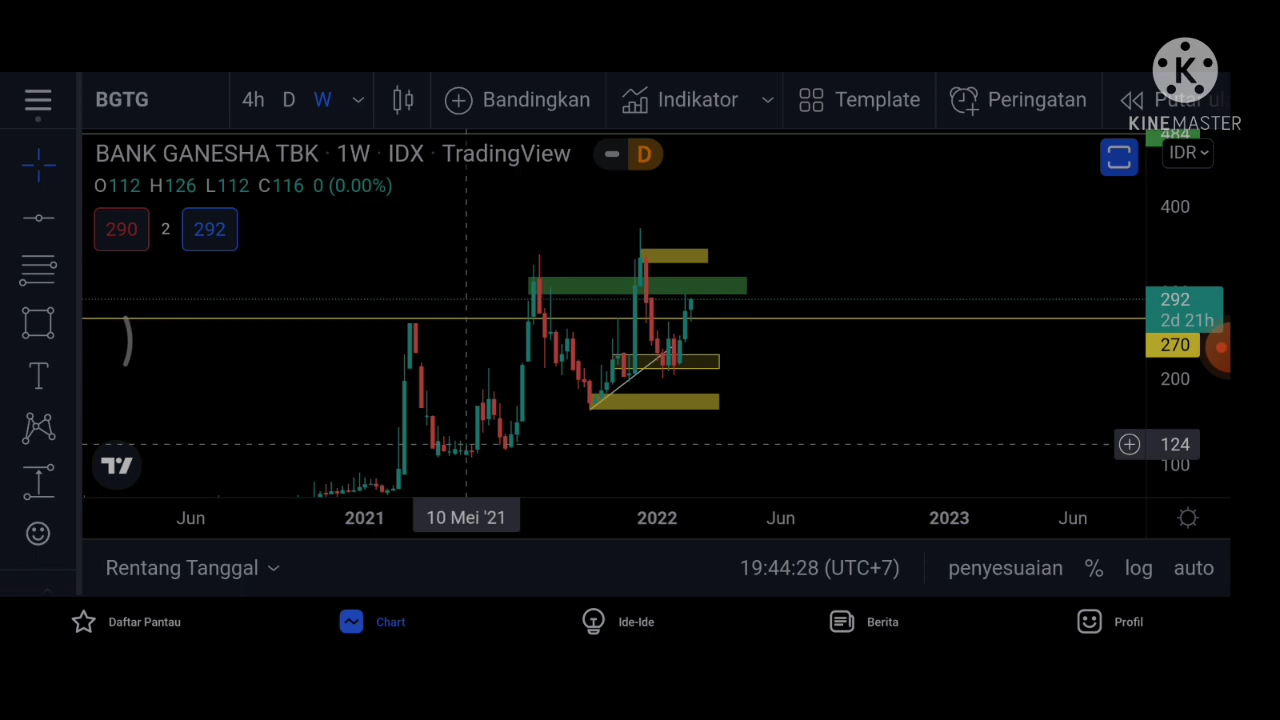 BGTG 4h D W Bandingkan Indikator Template Peringatan
KINEMASTER
BANK GANESHA TBK · 1W · IDX · TradingView D
484
IDR
O112 H126 L112 C116 0 (0.00%)
400
290 2 292
292
2d 21h
270
200
124
100
Jun 2021 10 Mei '21 2022 Jun 2023 Jun
Rentang Tanggal 19:44:28 (UTC+7) penyesuaian % log auto
Daftar Pantau Chart Ide-Ide Berita Profil